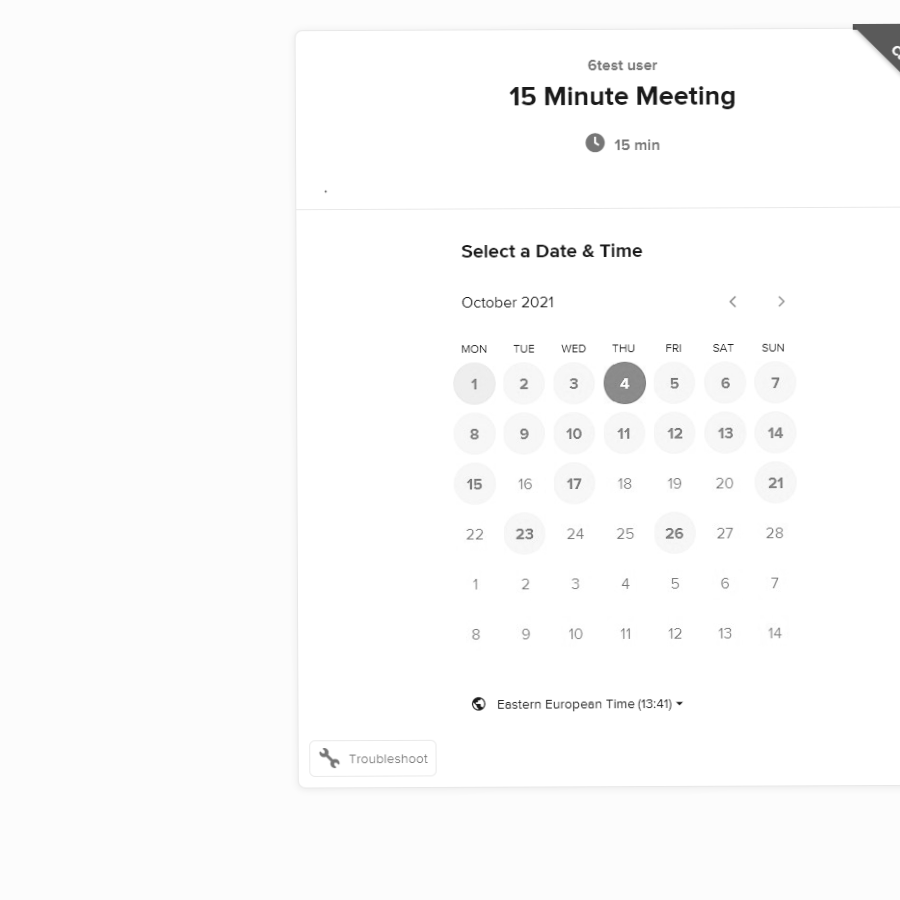 6test user
15 Minute Meeting
15 min
.
Select a Date & Time
October 2021
MON TUE WED THU FRI SAT SUN
1 2 3 4 5 6 7
8 9 10 11 12 13 14
15 16 17 18 19 20 21
22 23 24 25 26 27 28
1 2 3 4 5 6 7
8 9 10 11 12 13 14
Eastern European Time (13:41)
Troubleshoot